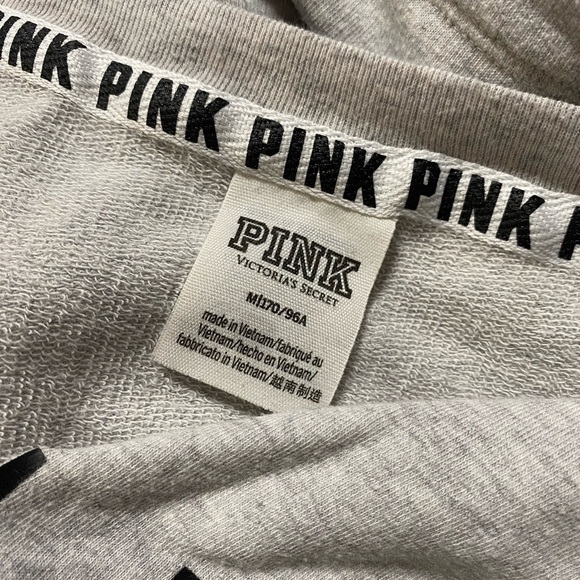 INK PINK PINK PINK P
PINK
VICTORIA'S SECRET
M|170/96A
made in Vietnam/fabriqué au
Vietnam/hecho en Vietnam/
fabbricato in Vietnam/越南制造